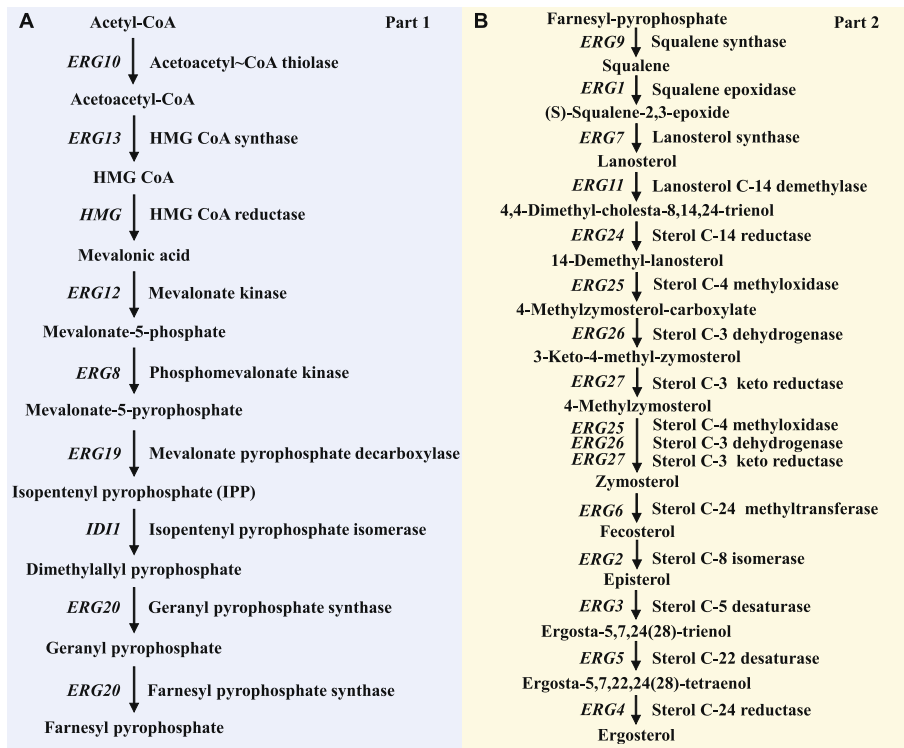 A
Part 1
Acetyl-CoA
ERG10 Acetoacetyl~CoA thiolase
Acetoacetyl-CoA
ERG13 HMG CoA synthase
HMG CoA
HMG HMG CoA reductase
Mevalonic acid
ERG12 Mevalonate kinase
Mevalonate-5-phosphate
ERG8 Phosphomevalonate kinase
Mevalonate-5-pyrophosphate
ERG19 Mevalonate pyrophosphate decarboxylase
Isopentenyl pyrophosphate (IPP)
IDI1 Isopentenyl pyrophosphate isomerase
Dimethylallyl pyrophosphate
ERG20 Geranyl pyrophosphate synthase
Geranyl pyrophosphate
ERG20 Farnesyl pyrophosphate synthase
Farnesyl pyrophosphate
B
Part 2
Farnesyl-pyrophosphate
ERG9 Squalene synthase
Squalene
ERG1 Squalene epoxidase
(S)-Squalene-2,3-epoxide
ERG7 Lanosterol synthase
Lanosterol
ERG11 Lanosterol C-14 demethylase
4,4-Dimethyl-cholesta-8,14,24-trienol
ERG24 Sterol C-14 reductase
14-Demethyl-lanosterol
ERG25 Sterol C-4 methyloxidase
4-Methylzymosterol-carboxylate
ERG26 Sterol C-3 dehydrogenase
3-Keto-4-methyl-zymosterol
ERG27 Sterol C-3 keto reductase
4-Methylzymosterol
ERG25 Sterol C-4 methyloxidase
ERG26 Sterol C-3 dehydrogenase
ERG27 Sterol C-3 keto reductase
Zymosterol
ERG6 Sterol C-24 methyltransferase
Fecosterol
ERG2 Sterol C-8 isomerase
Episterol
ERG3 Sterol C-5 desaturase
Ergosta-5,7,24(28)-trienol
ERG5 Sterol C-22 desaturase
Ergosta-5,7,22,24(28)-tetraenol
ERG4 Sterol C-24 reductase
Ergosterol